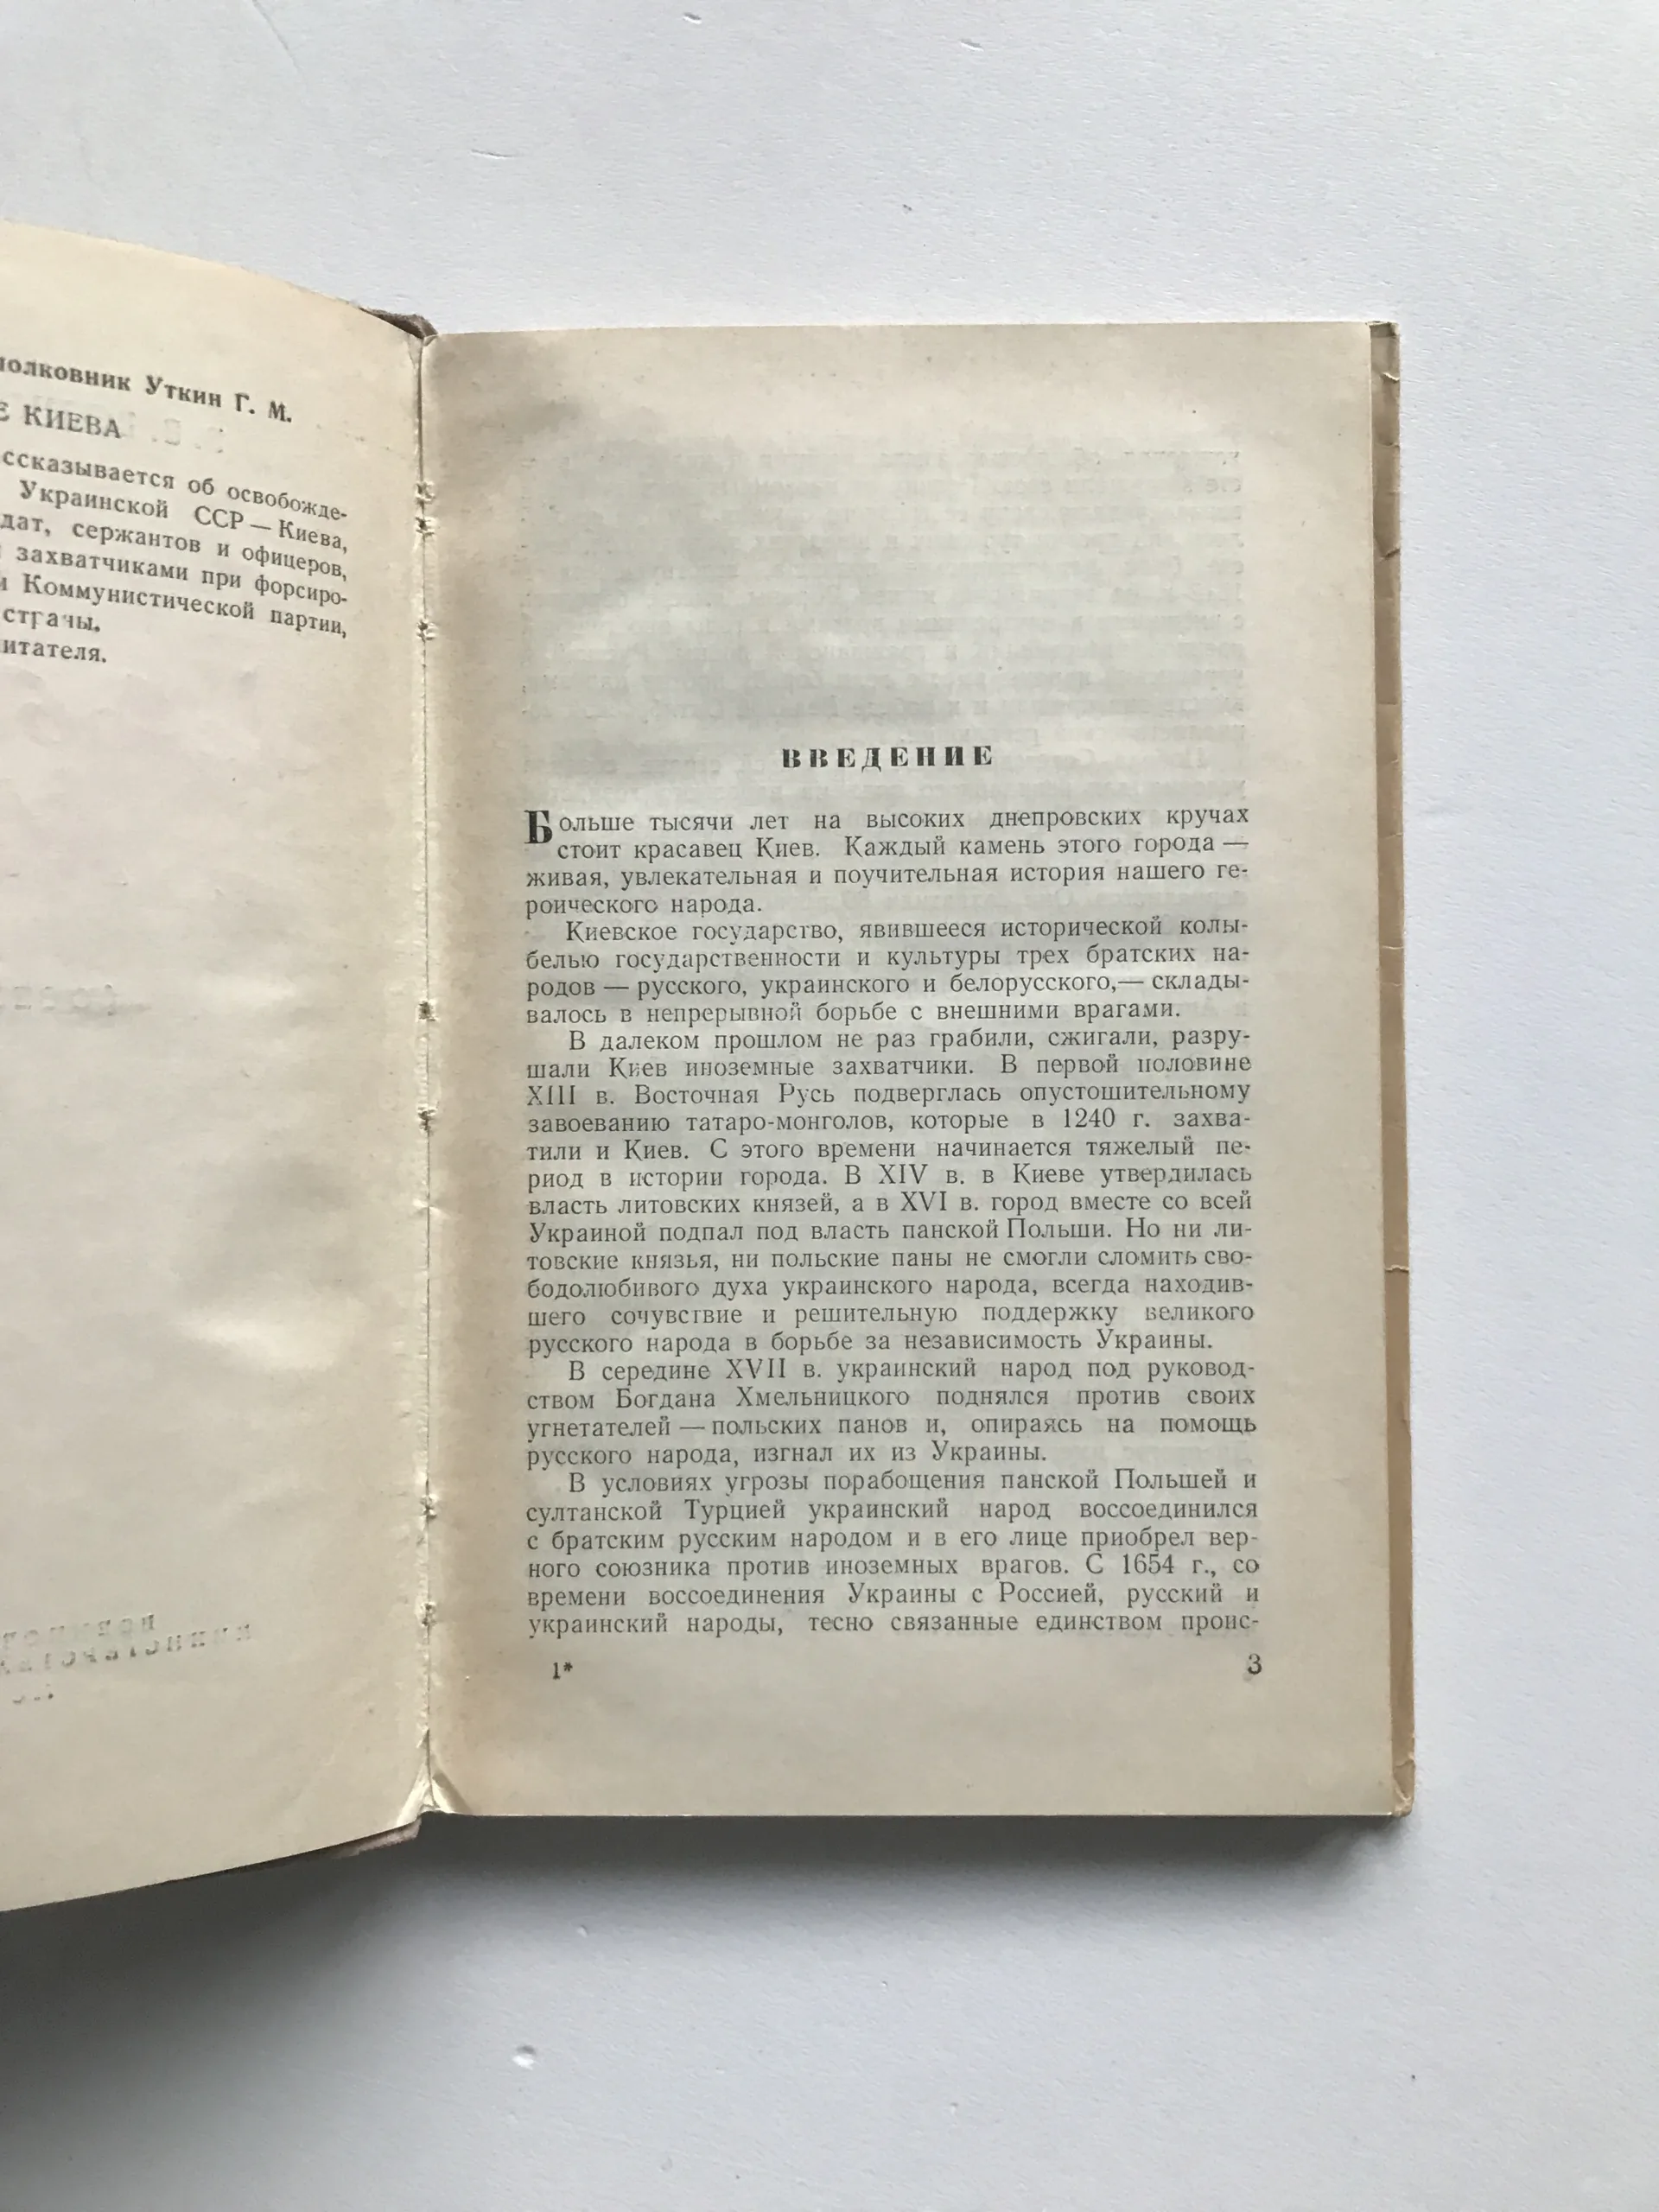 полковник Уткин Г. М.
Е КИЕВА
ссказывается об освобожде-
Украинской ССР — Киева,
дат, сержантов и офицеров,
захватчиками при форсиро-
и Коммунистической партии,
страны.
итателя.
ВВЕДЕНИЕ
Больше тысячи лет на высоких днепровских кручах
стоит красавец Киев. Каждый камень этого города —
живая, увлекательная и поучительная история нашего ге-
роического народа.
Киевское государство, явившееся исторической колы-
белью государственности и культуры трех братских на-
родов — русского, украинского и белорусского,— склады-
валось в непрерывной борьбе с внешними врагами.
В далеком прошлом не раз грабили, сжигали, разру-
шали Киев иноземные захватчики. В первой половине
XIII в. Восточная Русь подверглась опустошительному
завоеванию татаро-монголов, которые в 1240 г. захва-
тили и Киев. С этого времени начинается тяжелый пе-
риод в истории города. В XIV в. в Киеве утвердилась
власть литовских князей, а в XVI в. город вместе со всей
Украиной подпал под власть панской Польши. Но ни ли-
товские князья, ни польские паны не смогли сломить сво-
бодолюбивого духа украинского народа, всегда находив-
шего сочувствие и решительную поддержку великого
русского народа в борьбе за независимость Украины.
В середине XVII в. украинский народ под руковод-
ством Богдана Хмельницкого поднялся против своих
угнетателей — польских панов и, опираясь на помощь
русского народа, изгнал их из Украины.
В условиях угрозы порабощения панской Польшей и
султанской Турцией украинский народ воссоединился
с братским русским народом и в его лице приобрел вер-
ного союзника против иноземных врагов. С 1654 г., со
времени воссоединения Украины с Россией, русский и
украинский народы, тесно связанные единством проис-
1*
3